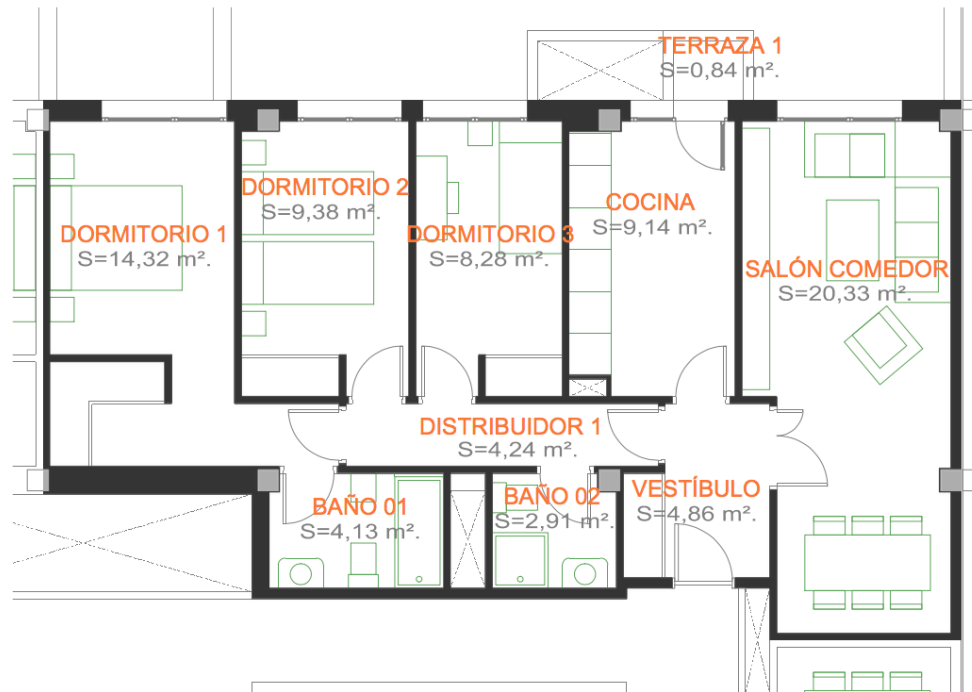 TERRAZA 1
S=0,84 m².
DORMITORIO 1
S=14,32 m².
DORMITORIO 2
S=9,38 m².
DORMITORIO 3
S=8,28 m².
COCINA
S=9,14 m².
SALÓN COMEDOR
S=20,33 m².
DISTRIBUIDOR 1
S=4,24 m².
BAÑO 01
S=4,13 m².
BAÑO 02
S=2,91 m².
VESTÍBULO
S=4,86 m².